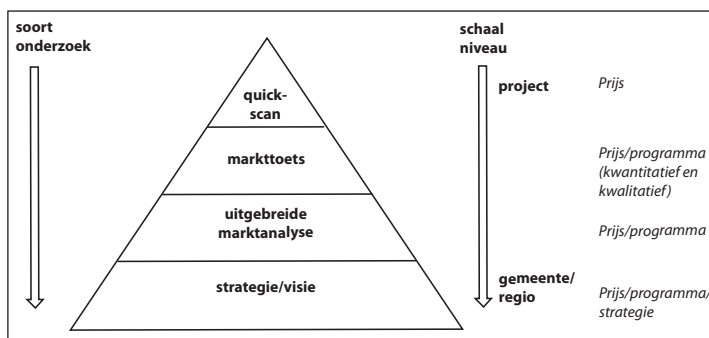 soort
onderzoek
schaal
niveau
quick-
scan
project
Prijs
markttoets
Prijs/programma
(kwantitatief en
kwalitatief)
uitgebreide
marktanalyse
Prijs/programma
strategie/visie
gemeente/
regio
Prijs/programma/
strategie